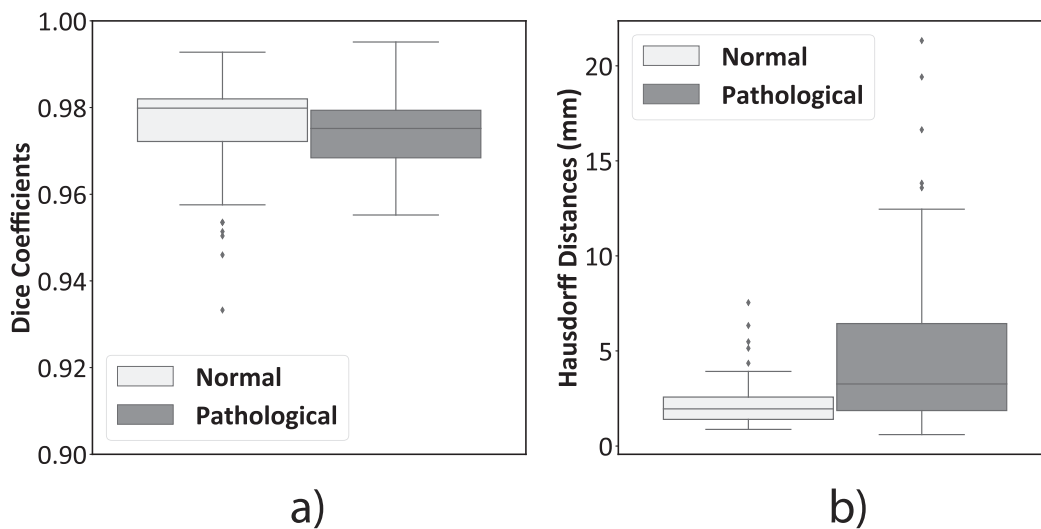 1.00
0.98
0.96
0.94
0.92
0.90
Dice Coefficients
Normal
Pathological
a)
20
15
10
5
0
Hausdorff Distances (mm)
Normal
Pathological
b)